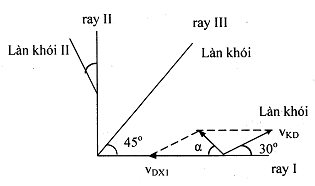 ray II
ray III
Làn khói II
Làn khói
Làn khói
v_KD
45°
α
30°
v_DX1
ray I